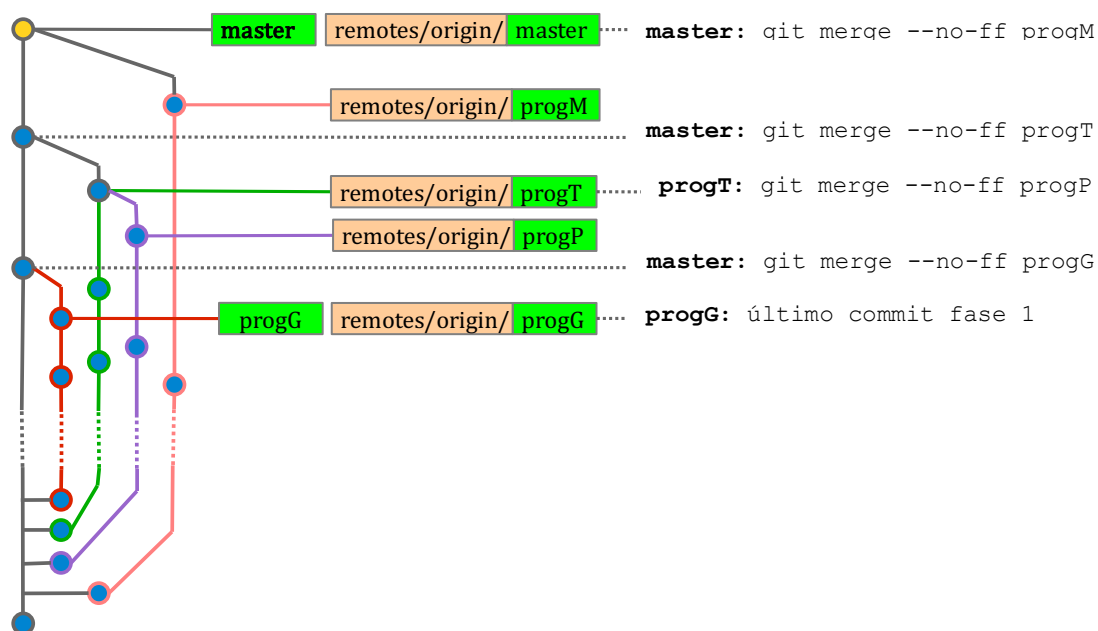 master remotes/origin/ master master: git merge --no-ff progM
remotes/origin/ progM
master: git merge --no-ff progT
remotes/origin/ progT progT: git merge --no-ff progP
remotes/origin/ progP
master: git merge --no-ff progG
progG remotes/origin/ progG progG: último commit fase 1